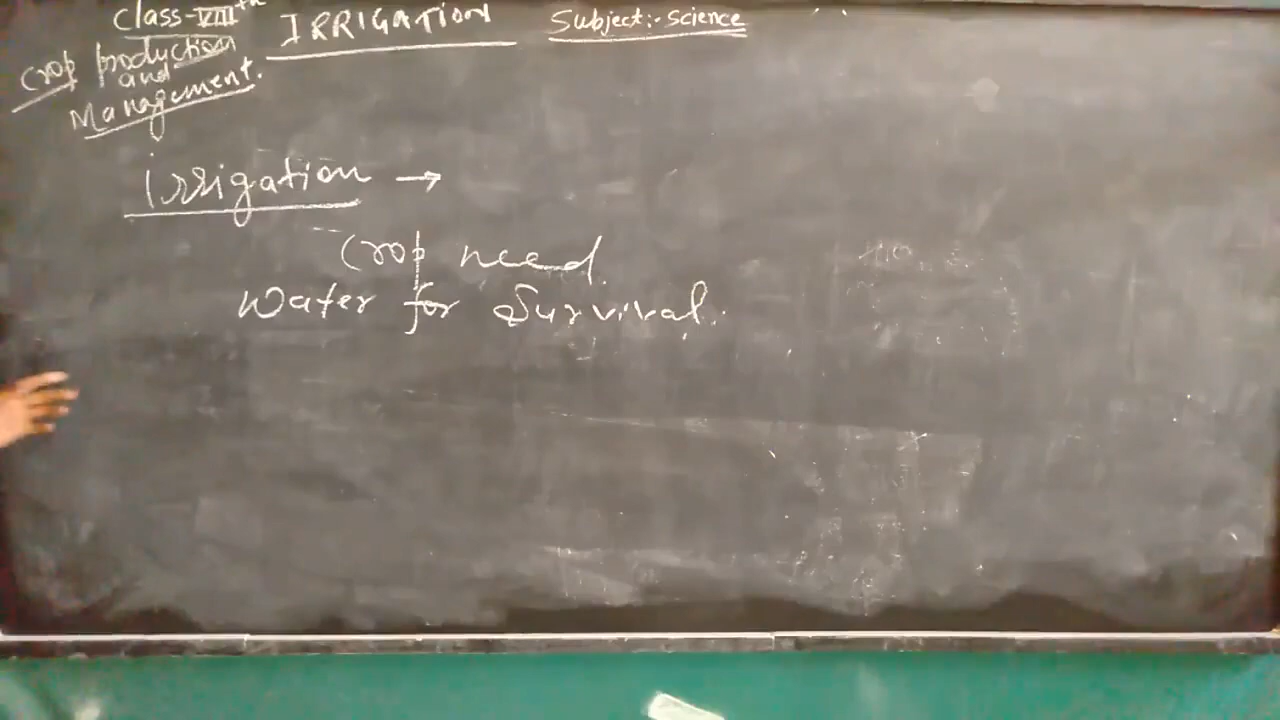 Class-VIIIth
IRRIGATION
Subject:- Science
Crop production
and
Management.
irrigation →
Crop need
Water for Survival.